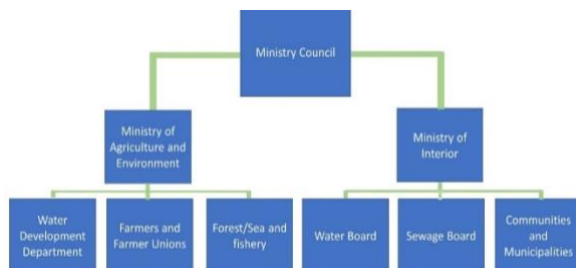 Ministry Council
Ministry of
Agriculture and
Environment
Ministry of
Interior
Water
Development
Department
Farmers and
Farmer Unions
Forest/Sea and
fishery
Water Board
Sewage Board
Communities
and
Municipalities